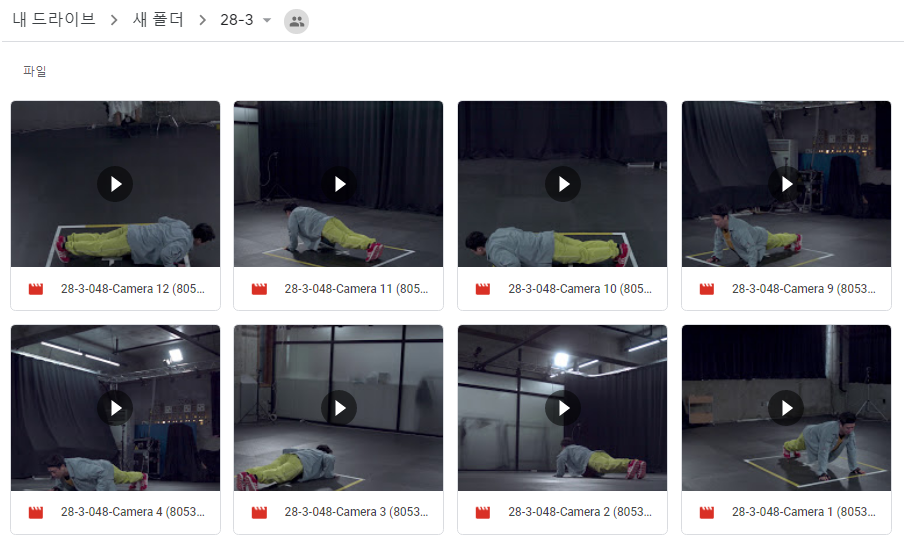 내 드라이브 > 새 폴더 > 28-3
파일
28-3-048-Camera 12 (805...
28-3-048-Camera 11 (805...
28-3-048-Camera 10 (805...
28-3-048-Camera 9 (8053...
28-3-048-Camera 4 (8053...
28-3-048-Camera 3 (8053...
28-3-048-Camera 2 (8053...
28-3-048-Camera 1 (8053...